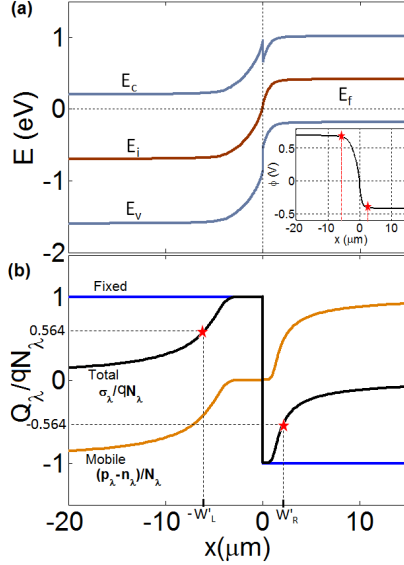 (a)
1
0
-1
-2
E (eV)
E_c
E_i
E_v
E_f
0.5
0
-0.5
ϕ (V)
-20
-10
0
10
x (μm)
(b)
1
0.564
0
-0.564
-1
Q_λ/qN_λ
Fixed
Total
σ_λ/qN_λ
Mobile
(p_λ-n_λ)/N_λ
-20
-10
-W'_L
0
W'_R
10
x(μm)